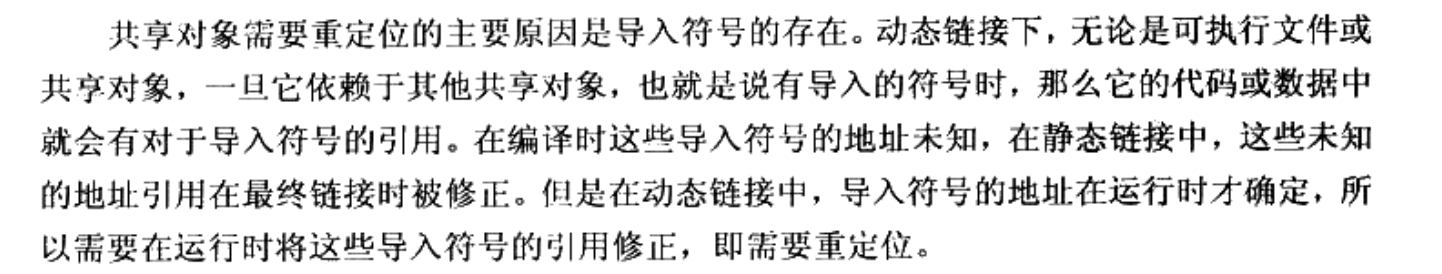 共享对象需要重定位的主要原因是导入符号的存在。动态链接下，无论是可执行文件或
共享对象，一旦它依赖于其他共享对象，也就是说有导入的符号时，那么它的代码或数据中
就会有对于导入符号的引用。在编译时这些导入符号的地址未知，在静态链接中，这些未知
的地址引用在最终链接时被修正。但是在动态链接中，导入符号的地址在运行时才确定，所
以需要在运行时将这些导入符号的引用修正，即需要重定位。